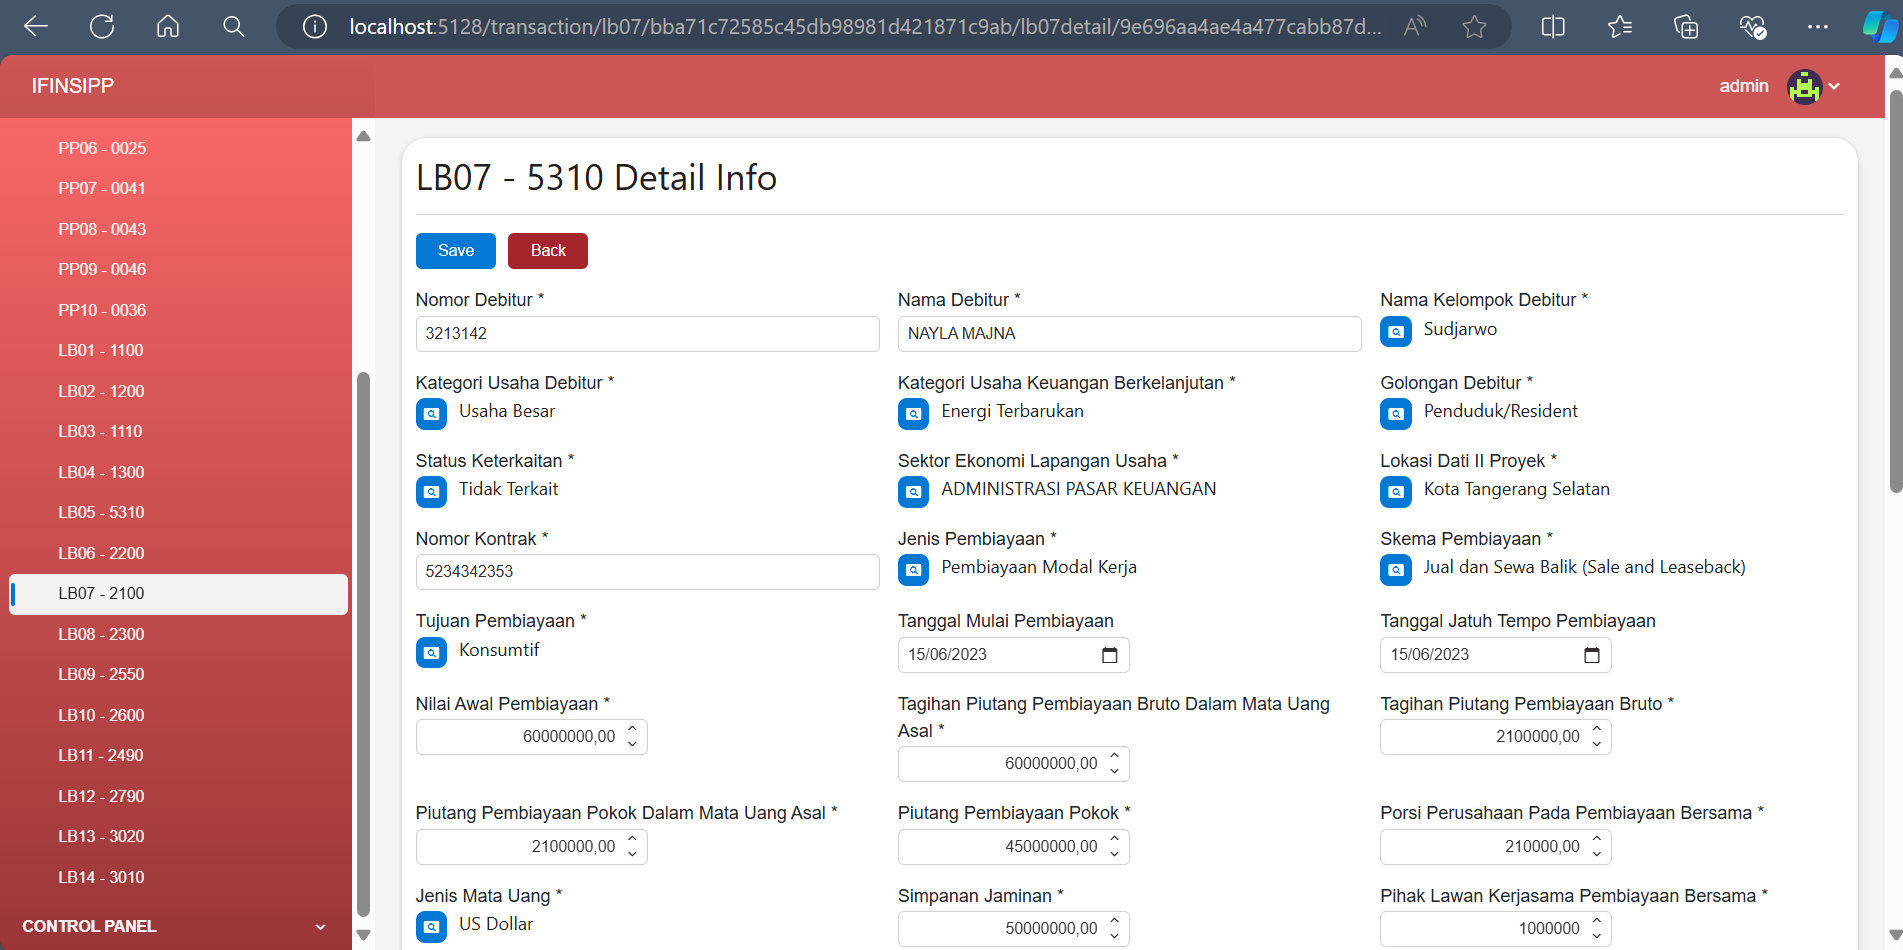 localhost:5128/transaction/lb07/bba71c72585c45db98981d421871c9ab/lb07detail/9e696aa4ae4a477cabb87d...
IFINSIPP
admin
PP06 - 0025
PP07 - 0041
PP08 - 0043
PP09 - 0046
PP10 - 0036
LB01 - 1100
LB02 - 1200
LB03 - 1110
LB04 - 1300
LB05 - 5310
LB06 - 2200
LB07 - 2100
LB08 - 2300
LB09 - 2550
LB10 - 2600
LB11 - 2490
LB12 - 2790
LB13 - 3020
LB14 - 3010
CONTROL PANEL
LB07 - 5310 Detail Info
Save Back
Nomor Debitur * Nama Debitur * Nama Kelompok Debitur *
3213142 NAYLA MAJNA Sudjarwo
Kategori Usaha Debitur * Kategori Usaha Keuangan Berkelanjutan * Golongan Debitur *
Usaha Besar Energi Terbarukan Penduduk/Resident
Status Keterkaitan * Sektor Ekonomi Lapangan Usaha * Lokasi Dati II Proyek *
Tidak Terkait ADMINISTRASI PASAR KEUANGAN Kota Tangerang Selatan
Nomor Kontrak * Jenis Pembiayaan * Skema Pembiayaan *
5234342353 Pembiayaan Modal Kerja Jual dan Sewa Balik (Sale and Leaseback)
Tujuan Pembiayaan * Tanggal Mulai Pembiayaan Tanggal Jatuh Tempo Pembiayaan
Konsumtif 15/06/2023 15/06/2023
Nilai Awal Pembiayaan * Tagihan Piutang Pembiayaan Bruto Dalam Mata Uang Tagihan Piutang Pembiayaan Bruto *
Asal *
60000000,00 60000000,00 2100000,00
Piutang Pembiayaan Pokok Dalam Mata Uang Asal * Piutang Pembiayaan Pokok * Porsi Perusahaan Pada Pembiayaan Bersama *
2100000,00 45000000,00 210000,00
Jenis Mata Uang * Simpanan Jaminan * Pihak Lawan Kerjasama Pembiayaan Bersama *
US Dollar 50000000,00 1000000